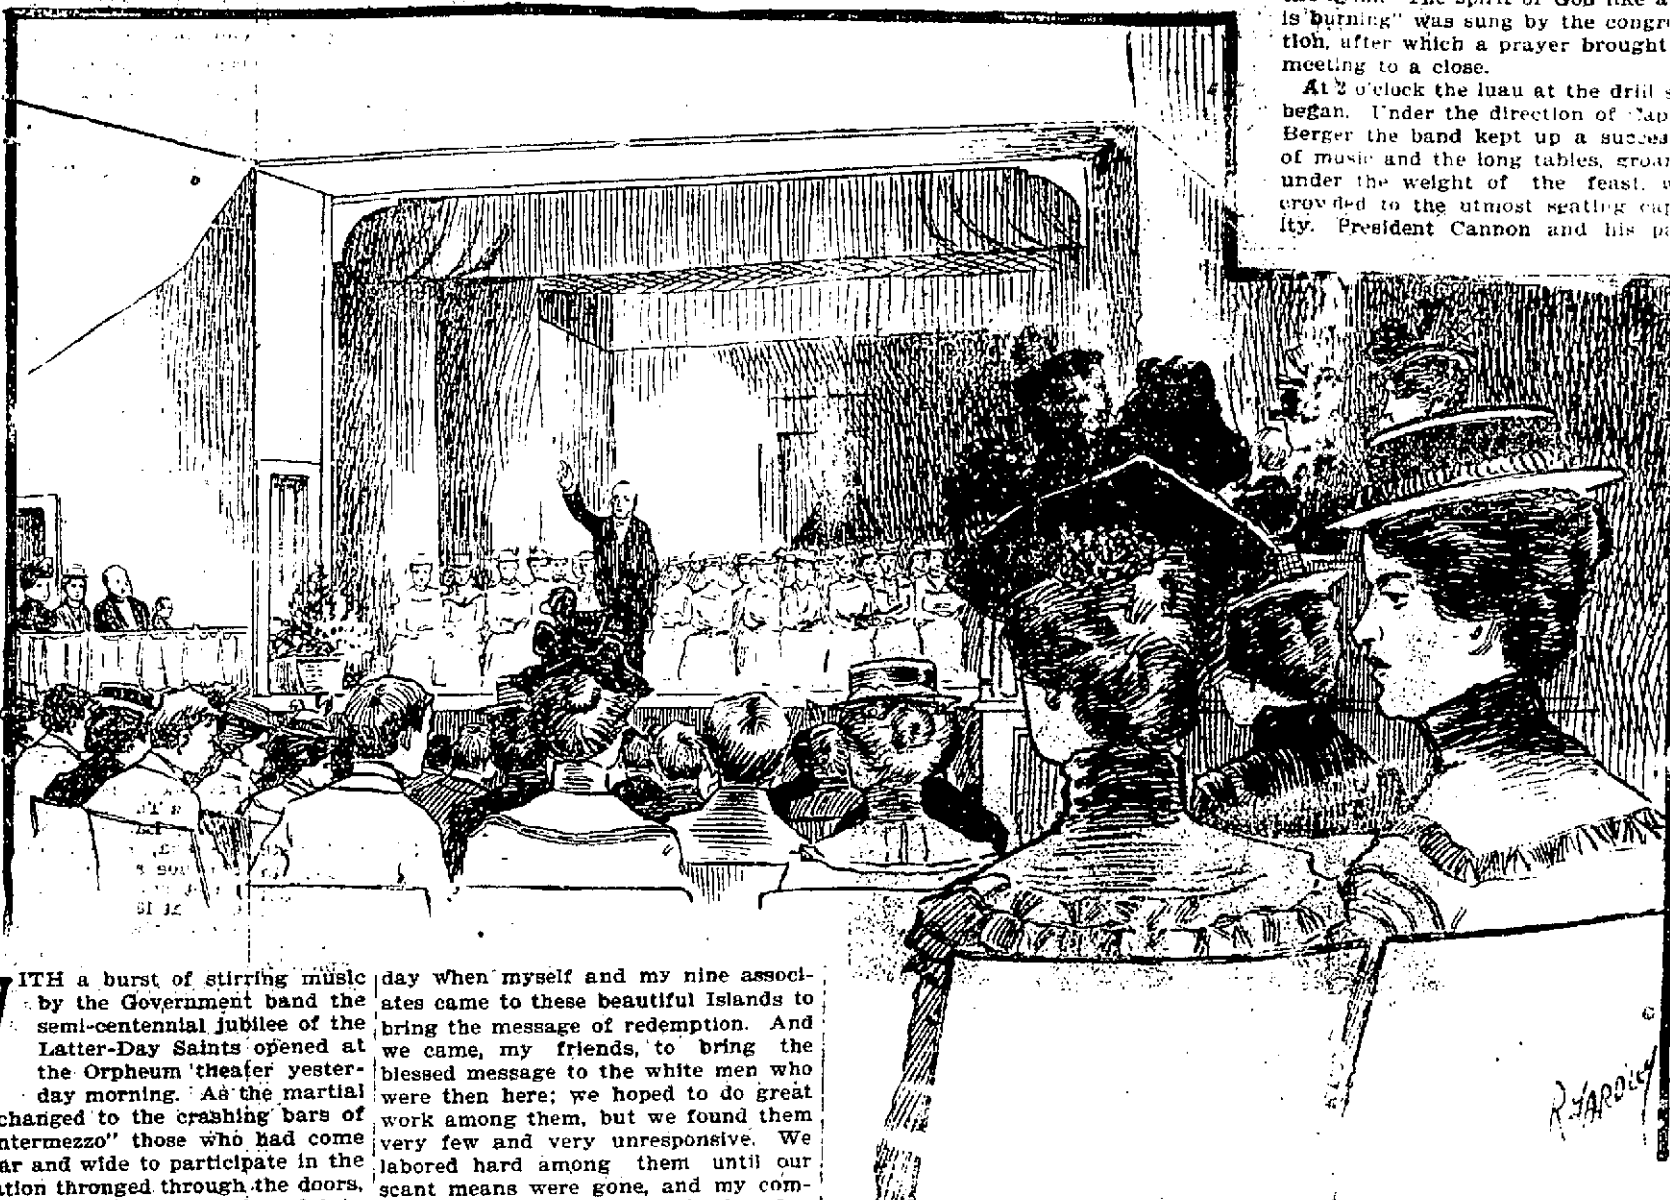 is burning" was sung by the congre
tion, after which a prayer brought
meeting to a close.
At 2 o'clock the luau at the drill
began. Under the direction of Cap
Berger the band kept up a succes
of music and the long tables, groan
under the weight of the feast,
crowded to the utmost seating cap
ity. President Cannon and his pa
ITH a burst of stirring music
by the Government band the
semi-centennial jubilee of the
Latter-Day Saints opened at
the Orpheum theater yester-
day morning. As the martial
changed to the crashing bars of
ntermezzo" those who had come
ar and wide to participate in the
ation thronged through the doors,
day when myself and my nine associ-
ates came to these beautiful Islands to
bring the message of redemption. And
we came, my friends, to bring the
blessed message to the white men who
were then here; we hoped to do great
work among them, but we found them
very few and very unresponsive. We
labored hard among them until our
scant means were gone, and my com-
R YARDLEY